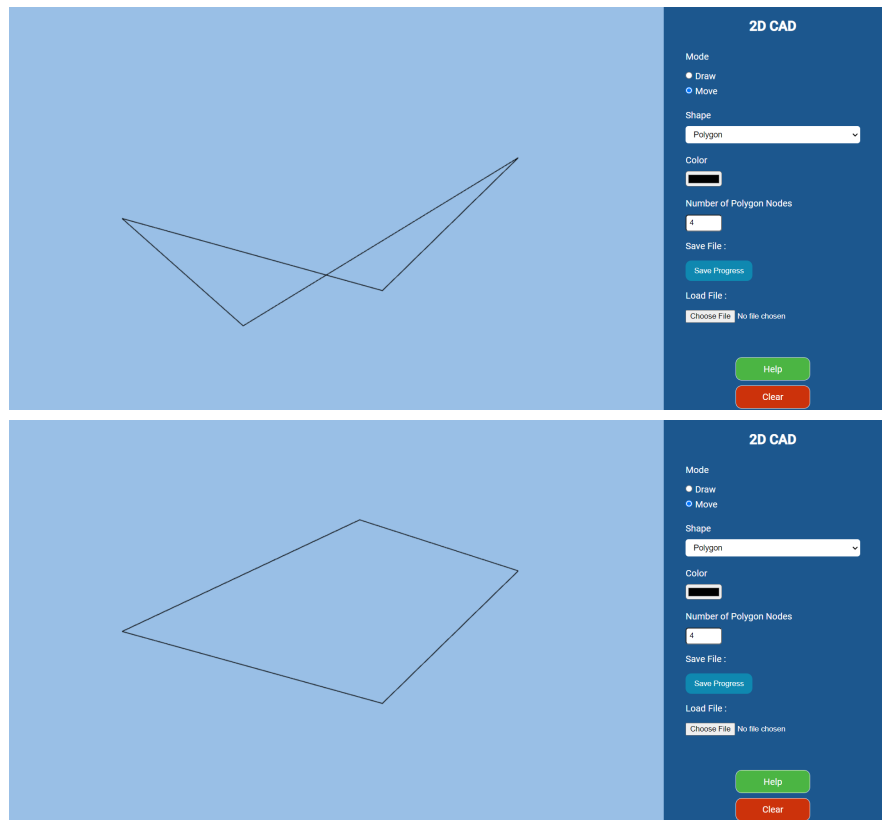 2D CAD
Mode
Draw
Move
Shape
Polygon
Color
Number of Polygon Nodes
4
Save File :
Save Progress
Load File :
Choose File No file chosen
Help
Clear
2D CAD
Mode
Draw
Move
Shape
Polygon
Color
Number of Polygon Nodes
4
Save File :
Save Progress
Load File :
Choose File No file chosen
Help
Clear